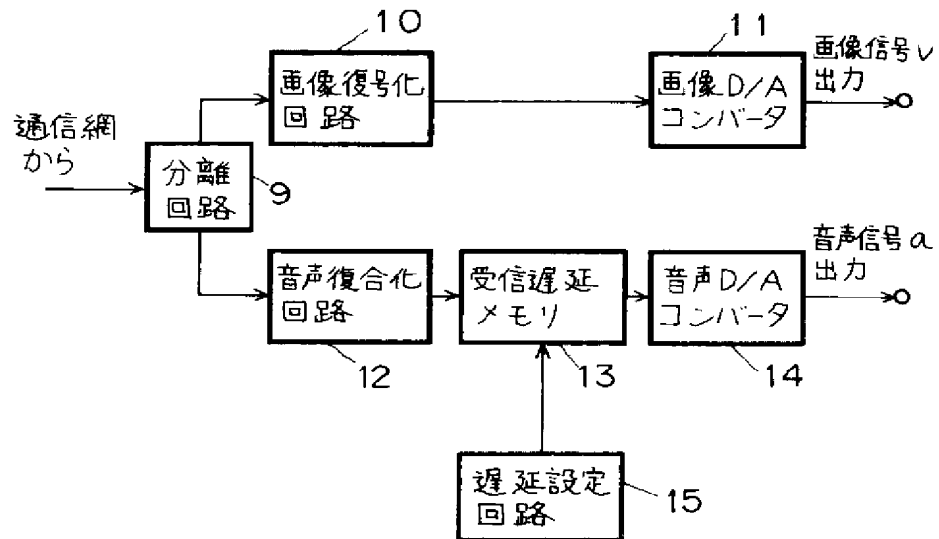 10
画像復号化
回路
11
画像D/A
コンバータ
画像信号v
出力
通信網
から
分離
回路
9
音声復合化
回路
12
受信遅延
メモリ
13
音声D/A
コンバータ
14
音声信号a
出力
遅延設定
回路
15